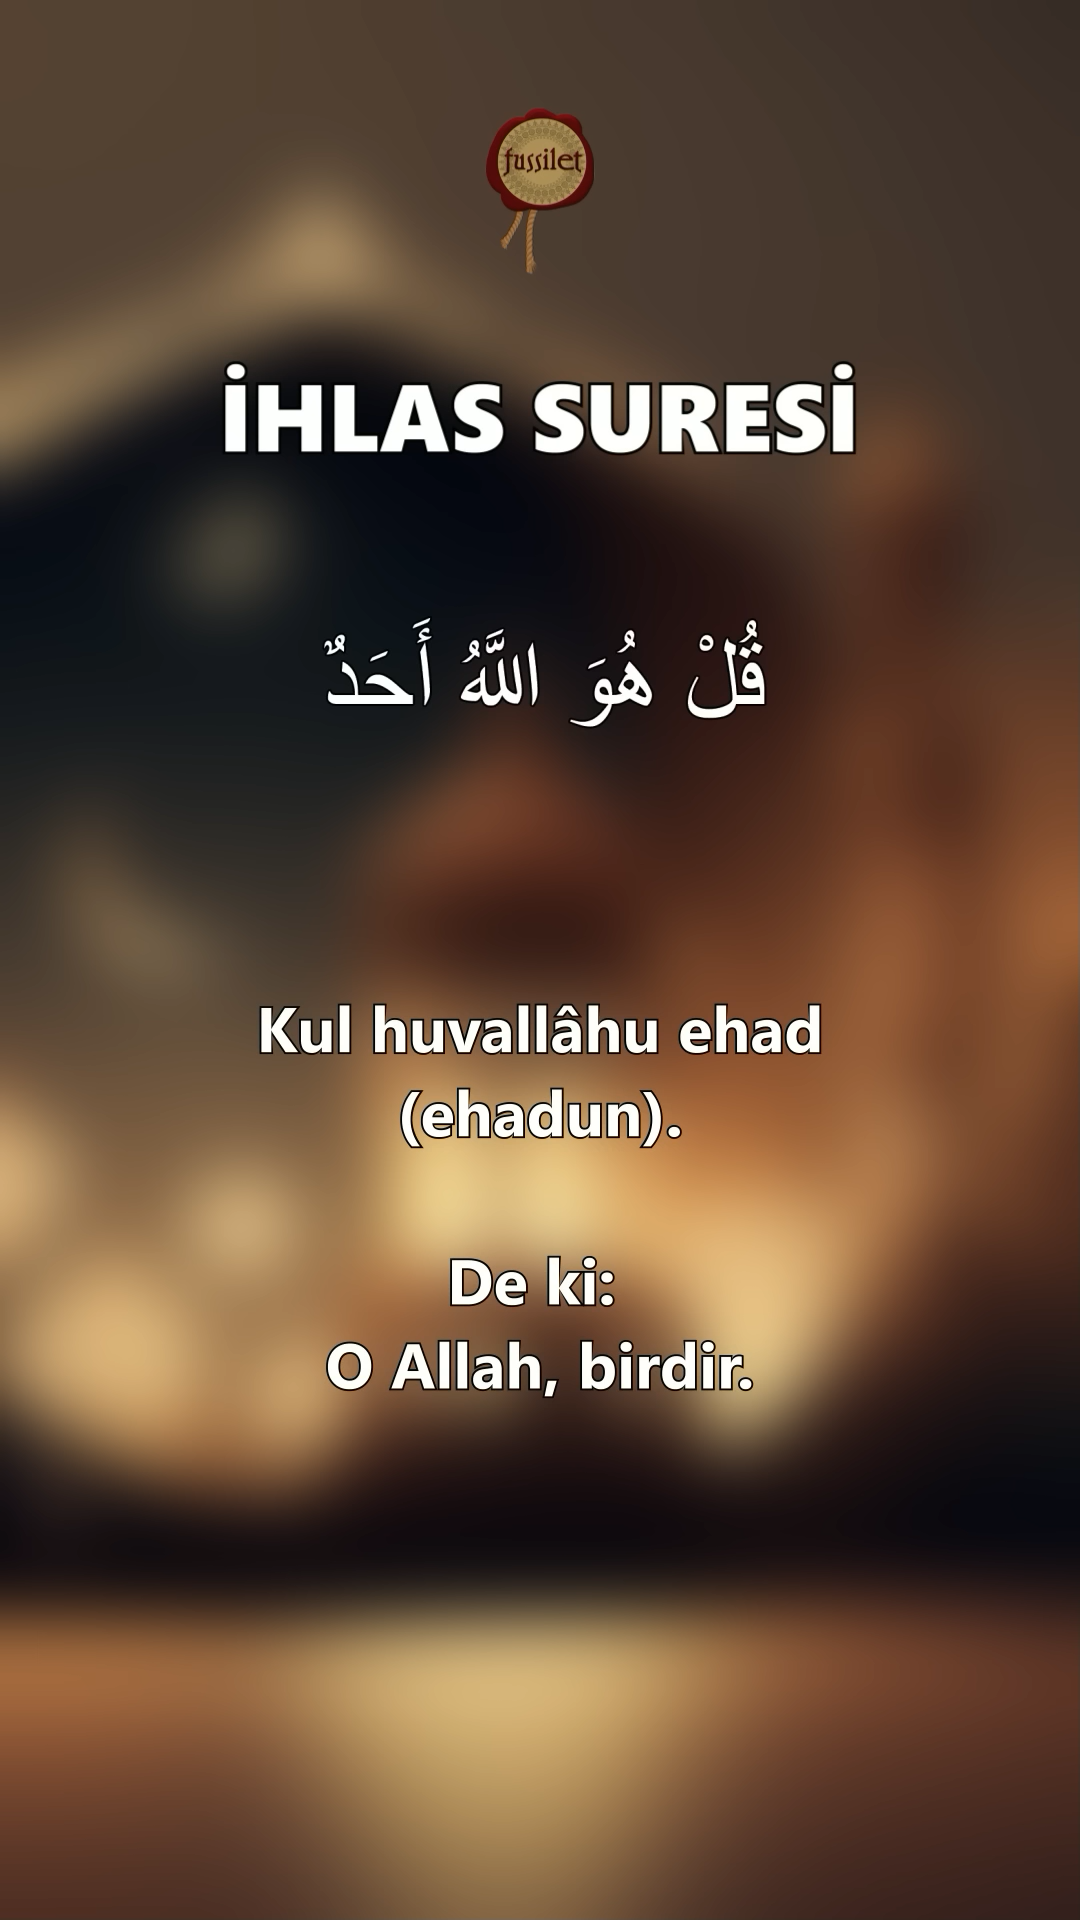 fussilet
İHLAS SURESİ
قُلْ هُوَ اللَّهُ أَحَدٌ
Kul huvallâhu ehad
(ehadun).
De ki:
O Allah, birdir.